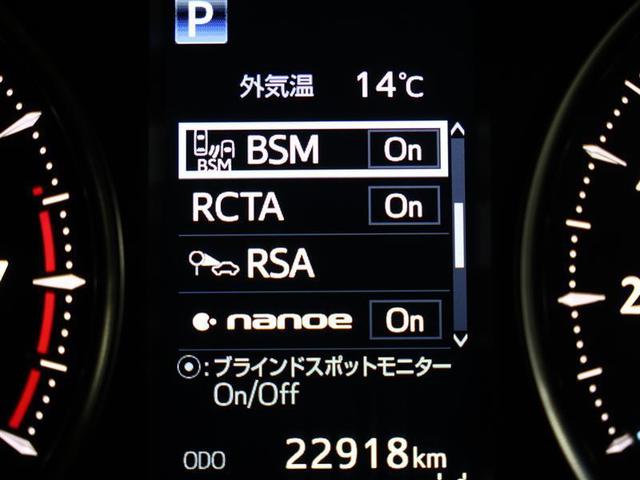 P
外気温 14℃
BSM BSM On
RCTA On
RSA
nanoe On
⦿:ブラインドスポットモニター
On/Off
ODO 22918km
2